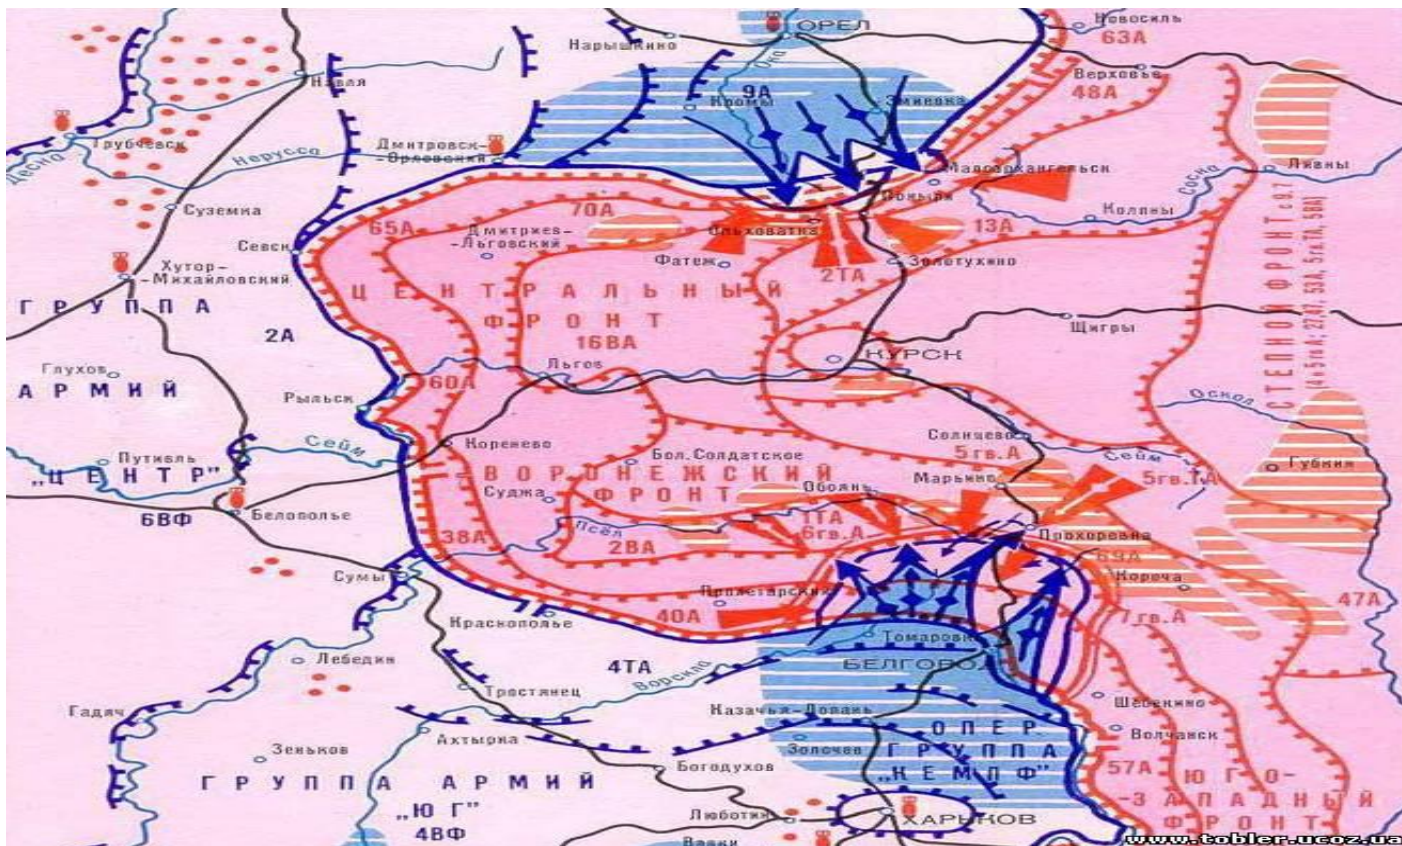 ОРЕЛ
Новосиль
63А
Нарышкино
Ока
Верховье
Навля
9А
48А
Кромы
Змиевка
Трубчевск
Десна
Нерусса
Дмитровск-
-Орловский
Малоархангельск
Ливны
Поныри
Сосна
Суземка
70А
Колпны
65А
Дмитриев-
-Льговский
Ольховатка
13А
Севск
Фатеж
Золотухино
2ТА
Хутор-
-Михайловский
ЦЕНТРАЛЬНЫЙ
ФРОНТ
16ВА
ГРУППА
2А
Щигры
КУРСК
Льгов
Глухов
60А
АРМИЙ
Рыльск
Оскол
СТЕПНОЙ ФРОНТ с 9.7
Сейм
Коренево
Солнцево
Бол.Солдатское
5гв.А
Сейм
Губкин
Путивль
„ЦЕНТР"
ВОРОНЕЖСКИЙ
ФРОНТ
Марьино
5гв.ТА
Суджа
Обоянь
6ВФ
Белополье
1ТА
6гв.А
Псёл
Прохоровка
38А
2ВА
69А
Короча
Сумы
Пролетарский
47А
40А
7гв.А
Краснополье
Томаровка
БЕЛГОРОД
Лебедин
4ТА
Ворскла
Тростянец
Шебекино
Гадяч
Казачья-Лопань
ОПЕР.
Волчанск
Ахтырка
Зеньков
Золочев
ГРУППА
57А
ЮГО-
Богодухов
„КЕМПФ"
ГРУППА АРМИЙ
-ЗАПАДНЫЙ
„ЮГ"
Люботин
ХАРЬКОВ
ФРОНТ
4ВФ
www.tobler.ucoz.ua